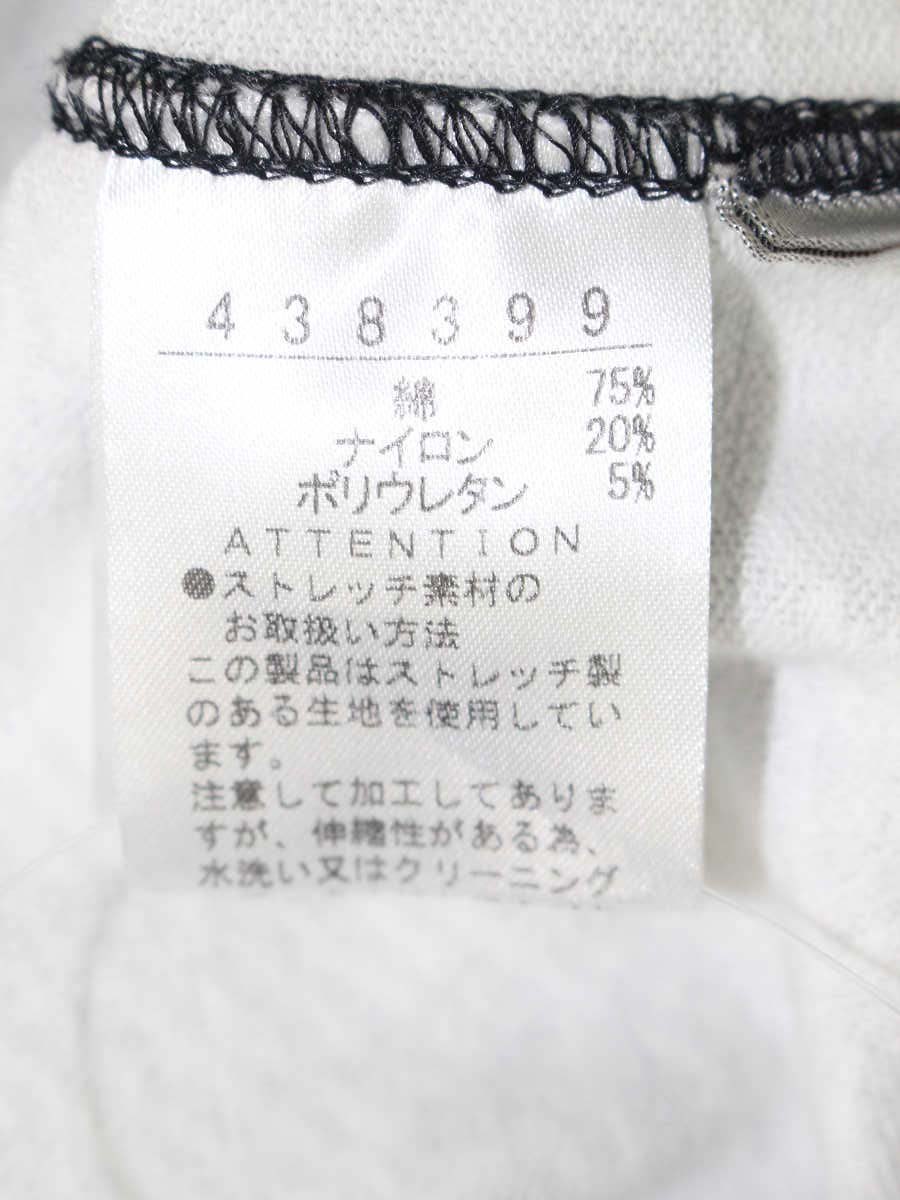 438399
綿 75%
ナイロン 20%
ポリウレタン 5%
ATTENTION
●ストレッチ素材の
お取扱い方法
この製品はストレッチ製
のある生地を使用してい
ます。
注意して加工してありま
すが、伸縮性がある為、
水洗い又はクリーニング